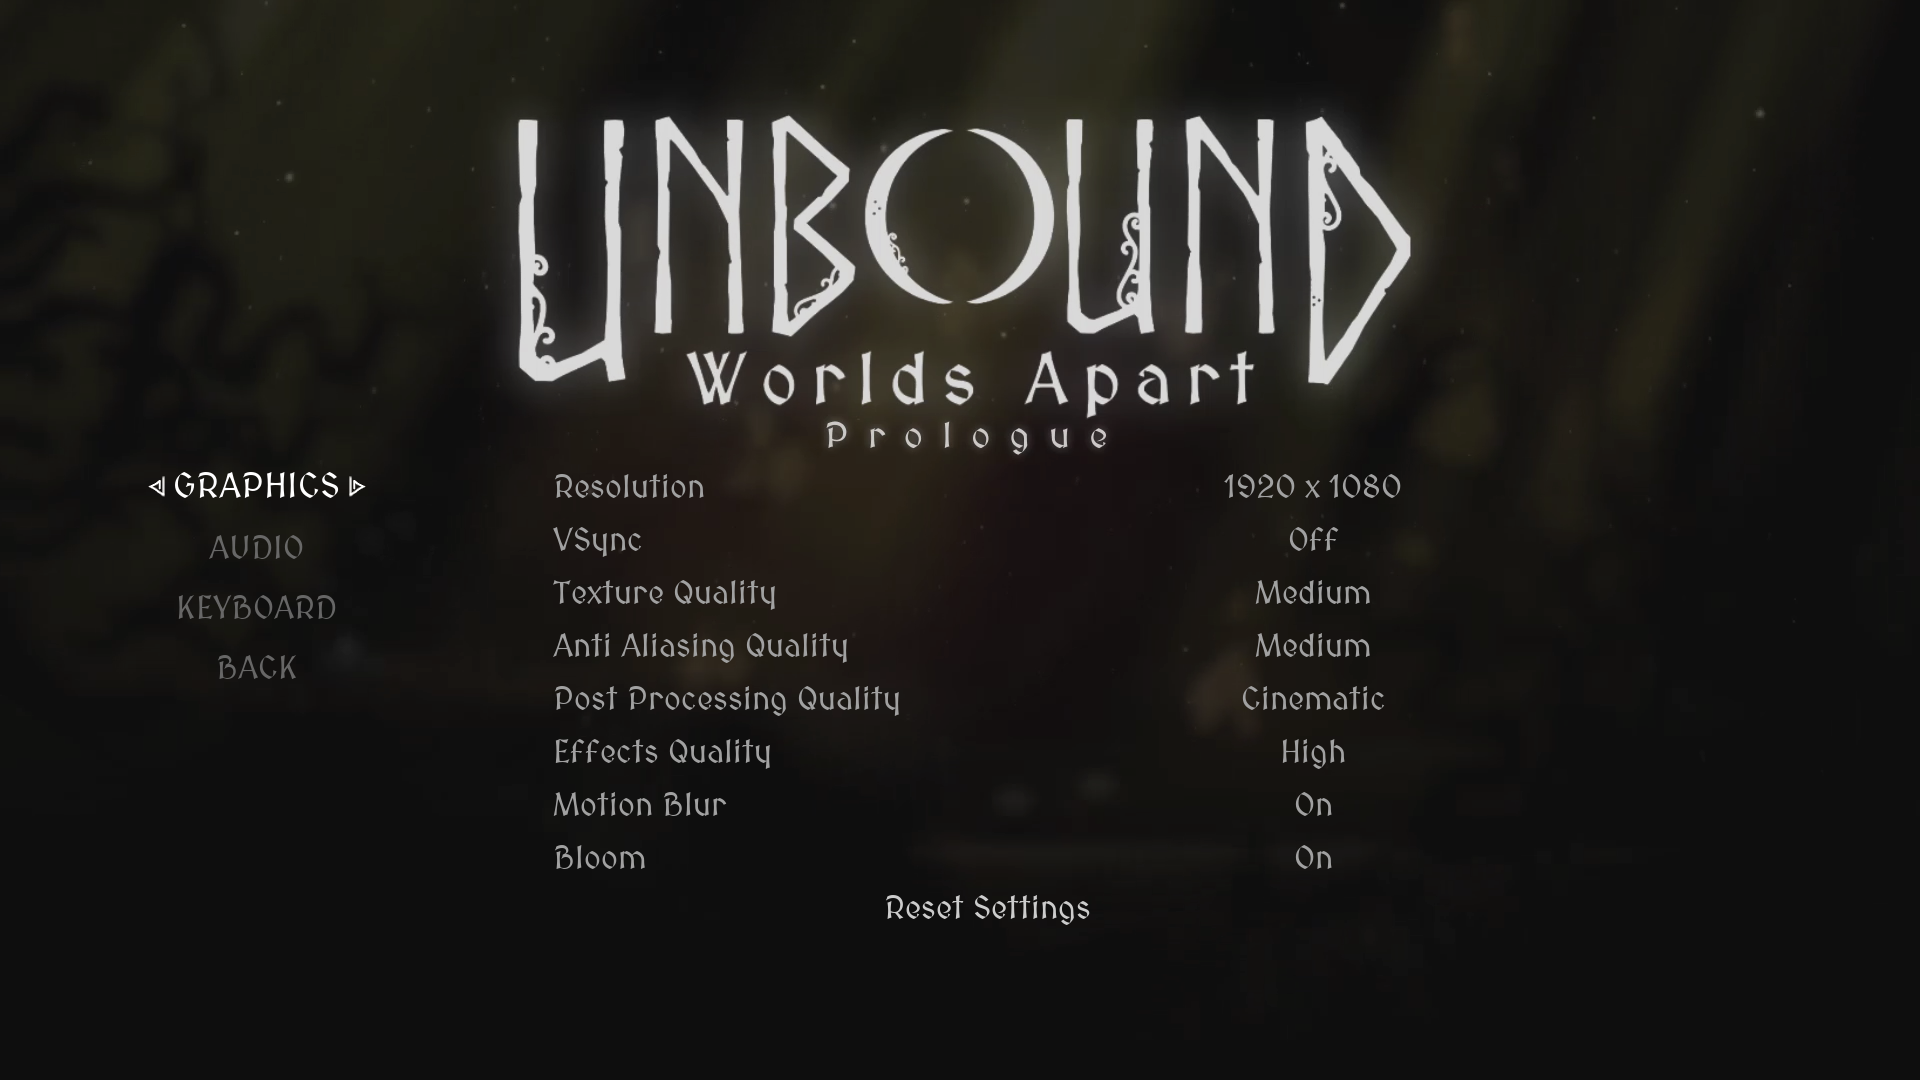 UNBOUND
Worlds Apart
Prologue
GRAPHICS
AUDIO
KEYBOARD
BACK
Resolution 1920 x 1080
VSync Off
Texture Quality Medium
Anti Aliasing Quality Medium
Post Processing Quality Cinematic
Effects Quality High
Motion Blur On
Bloom On
Reset Settings